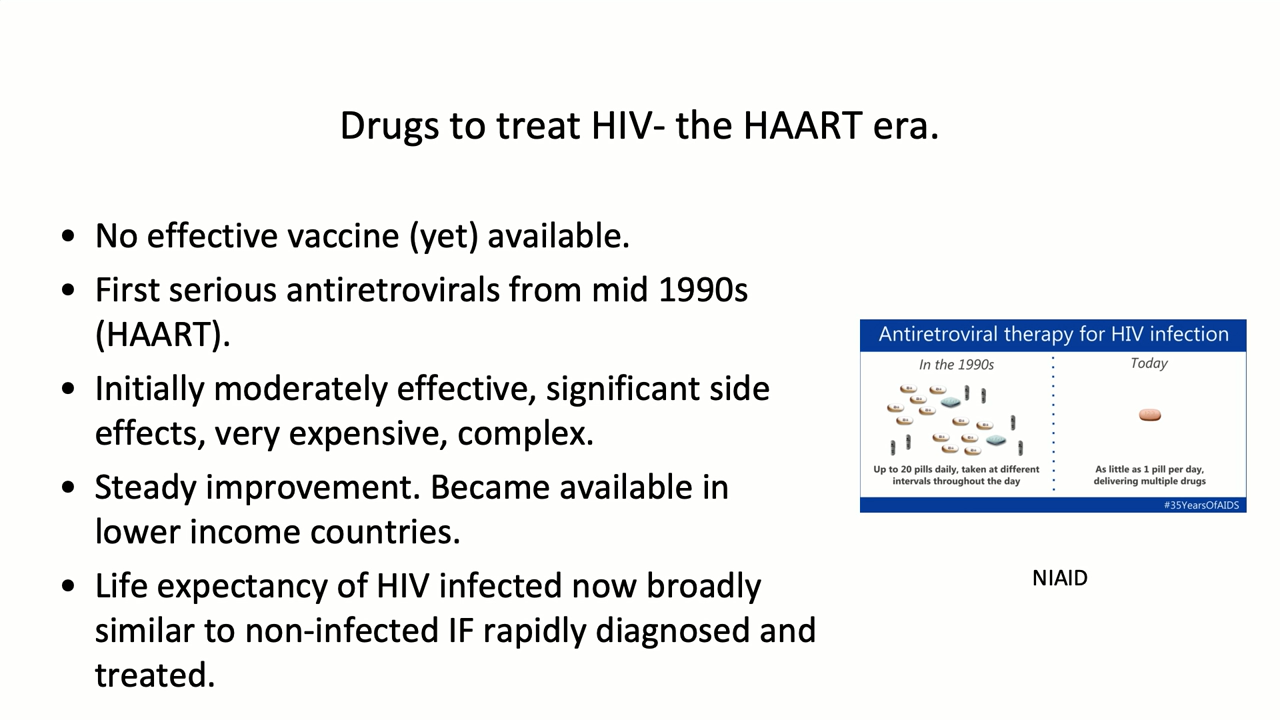 Drugs to treat HIV- the HAART era.
• No effective vaccine (yet) available.
• First serious antiretrovirals from mid 1990s
(HAART).
• Initially moderately effective, significant side
effects, very expensive, complex.
• Steady improvement. Became available in
lower income countries.
• Life expectancy of HIV infected now broadly
similar to non-infected IF rapidly diagnosed and
treated.
Antiretroviral therapy for HIV infection
In the 1990s
Up to 20 pills daily, taken at different
intervals throughout the day
Today
As little as 1 pill per day,
delivering multiple drugs
#35YearsOfAIDS
NIAID